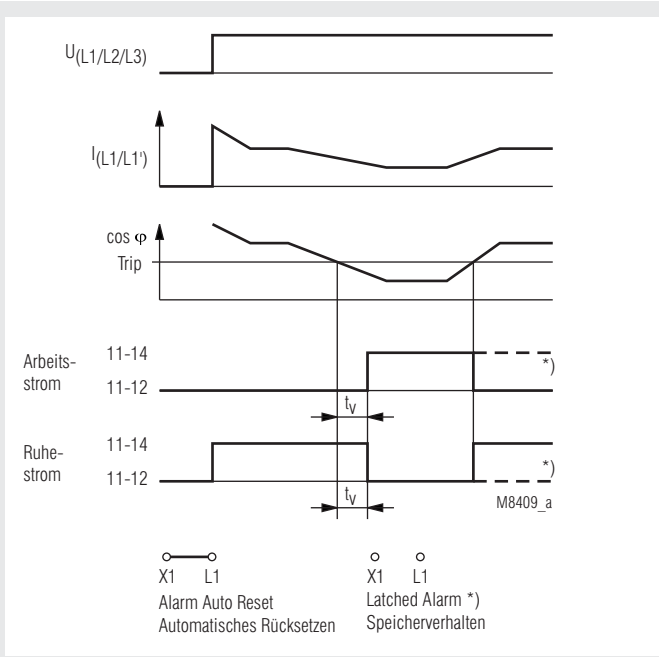 U(L1/L2/L3)
I(L1/L1')
cos φ
Trip
Arbeits-
strom
11-14
11-12
*)
tv
Ruhe-
strom
11-14
11-12
*)
tv
M8409_a
X1 L1
Alarm Auto Reset
Automatisches Rücksetzen
X1 L1
Latched Alarm *)
Speicherverhalten